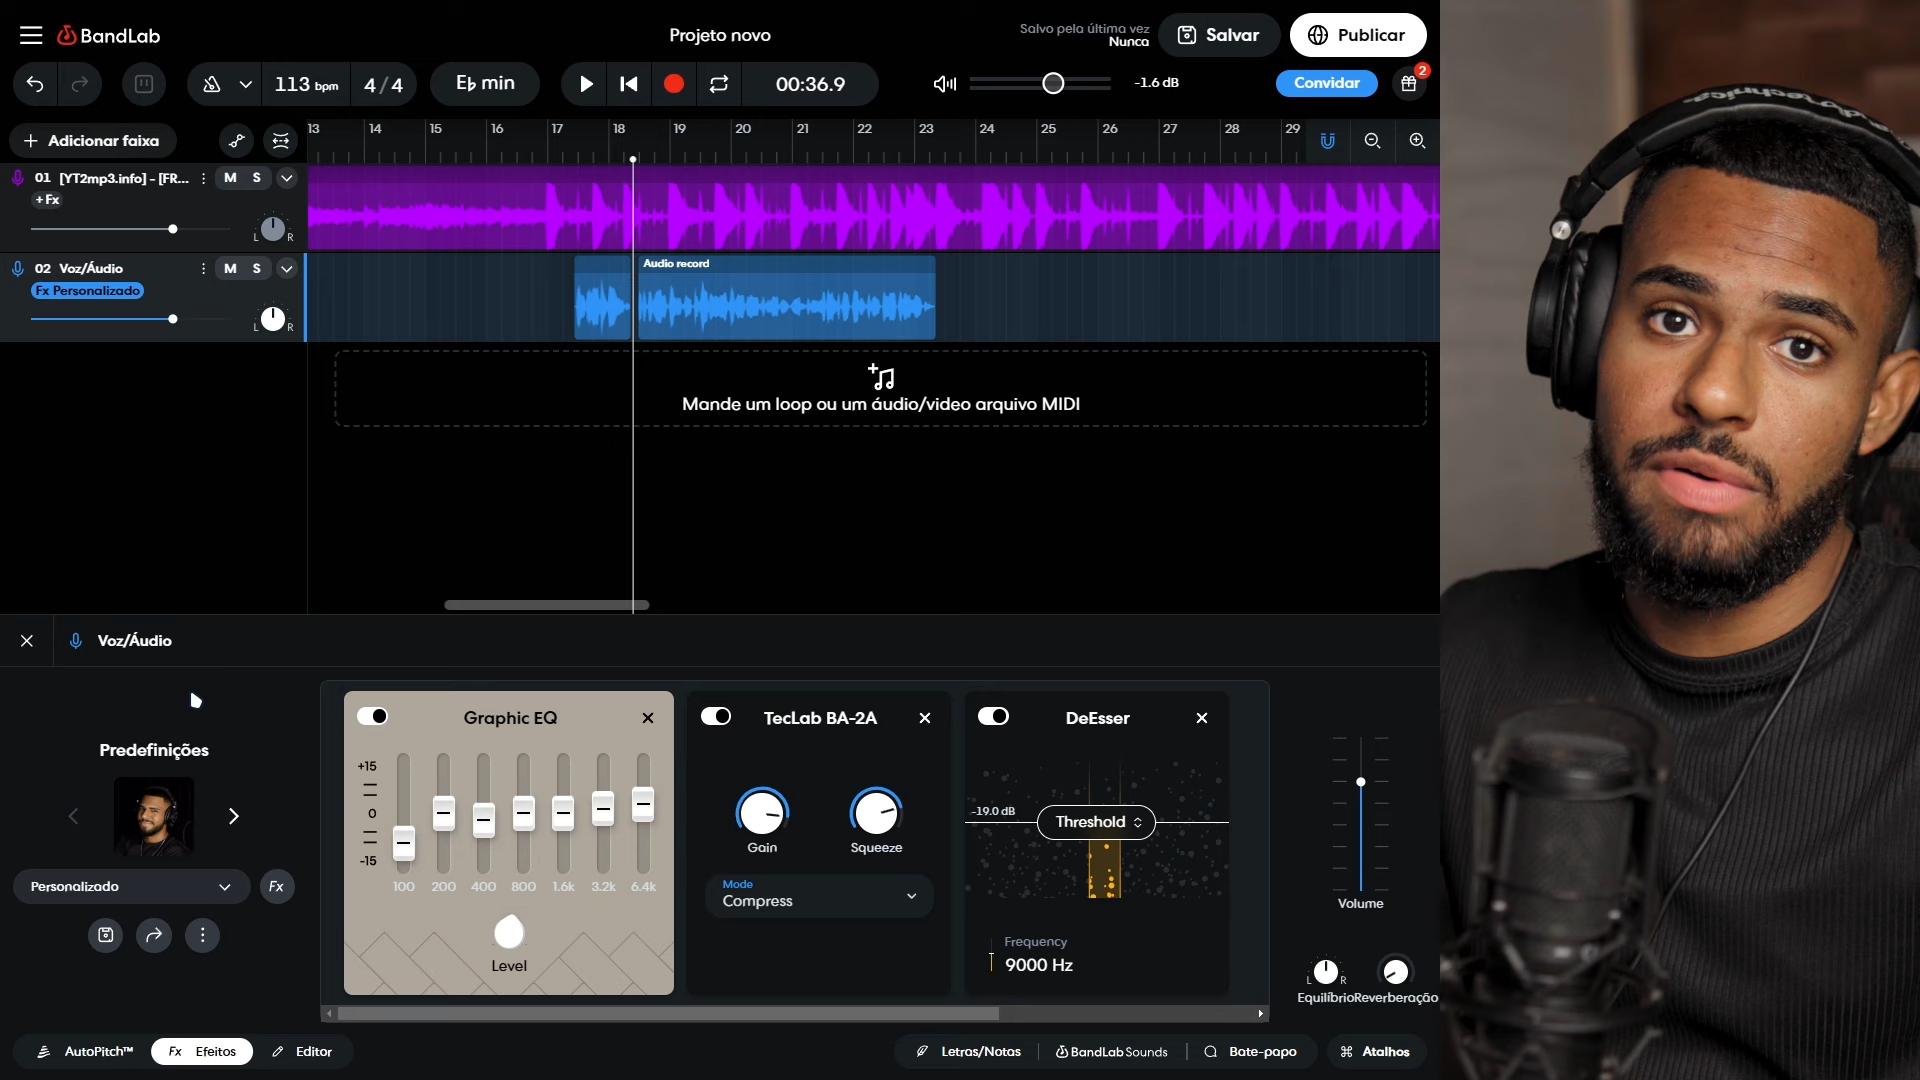 BandLab
Projeto novo
Salvo pela última vez
Nunca
Salvar
Publicar
113 bpm
4 / 4
E♭ min
00:36.9
-1.6 dB
Convidar
2
Adicionar faixa
13 14 15 16 17 18 19 20 21 22 23 24 25 26 27 28 29
01 [YT2mp3.info] - [FR...
M S
+ Fx
L R
02 Voz/Áudio
M S
Fx Personalizado
L R
Audio record
Mande um loop ou um áudio/video arquivo MIDI
Voz/Áudio
Predefinições
Personalizado
Fx
Graphic EQ
+15
0
-15
100 200 400 800 1.6k 3.2k 6.4k
Level
TecLab BA-2A
Gain
Squeeze
Mode
Compress
DeEsser
-19.0 dB
Threshold
Frequency
9000 Hz
Volume
L R
Equilíbrio
Reverberação
AutoPitch™
Fx Efeitos
Editor
Letras/Notas
BandLab Sounds
Bate-papo
Atalhos